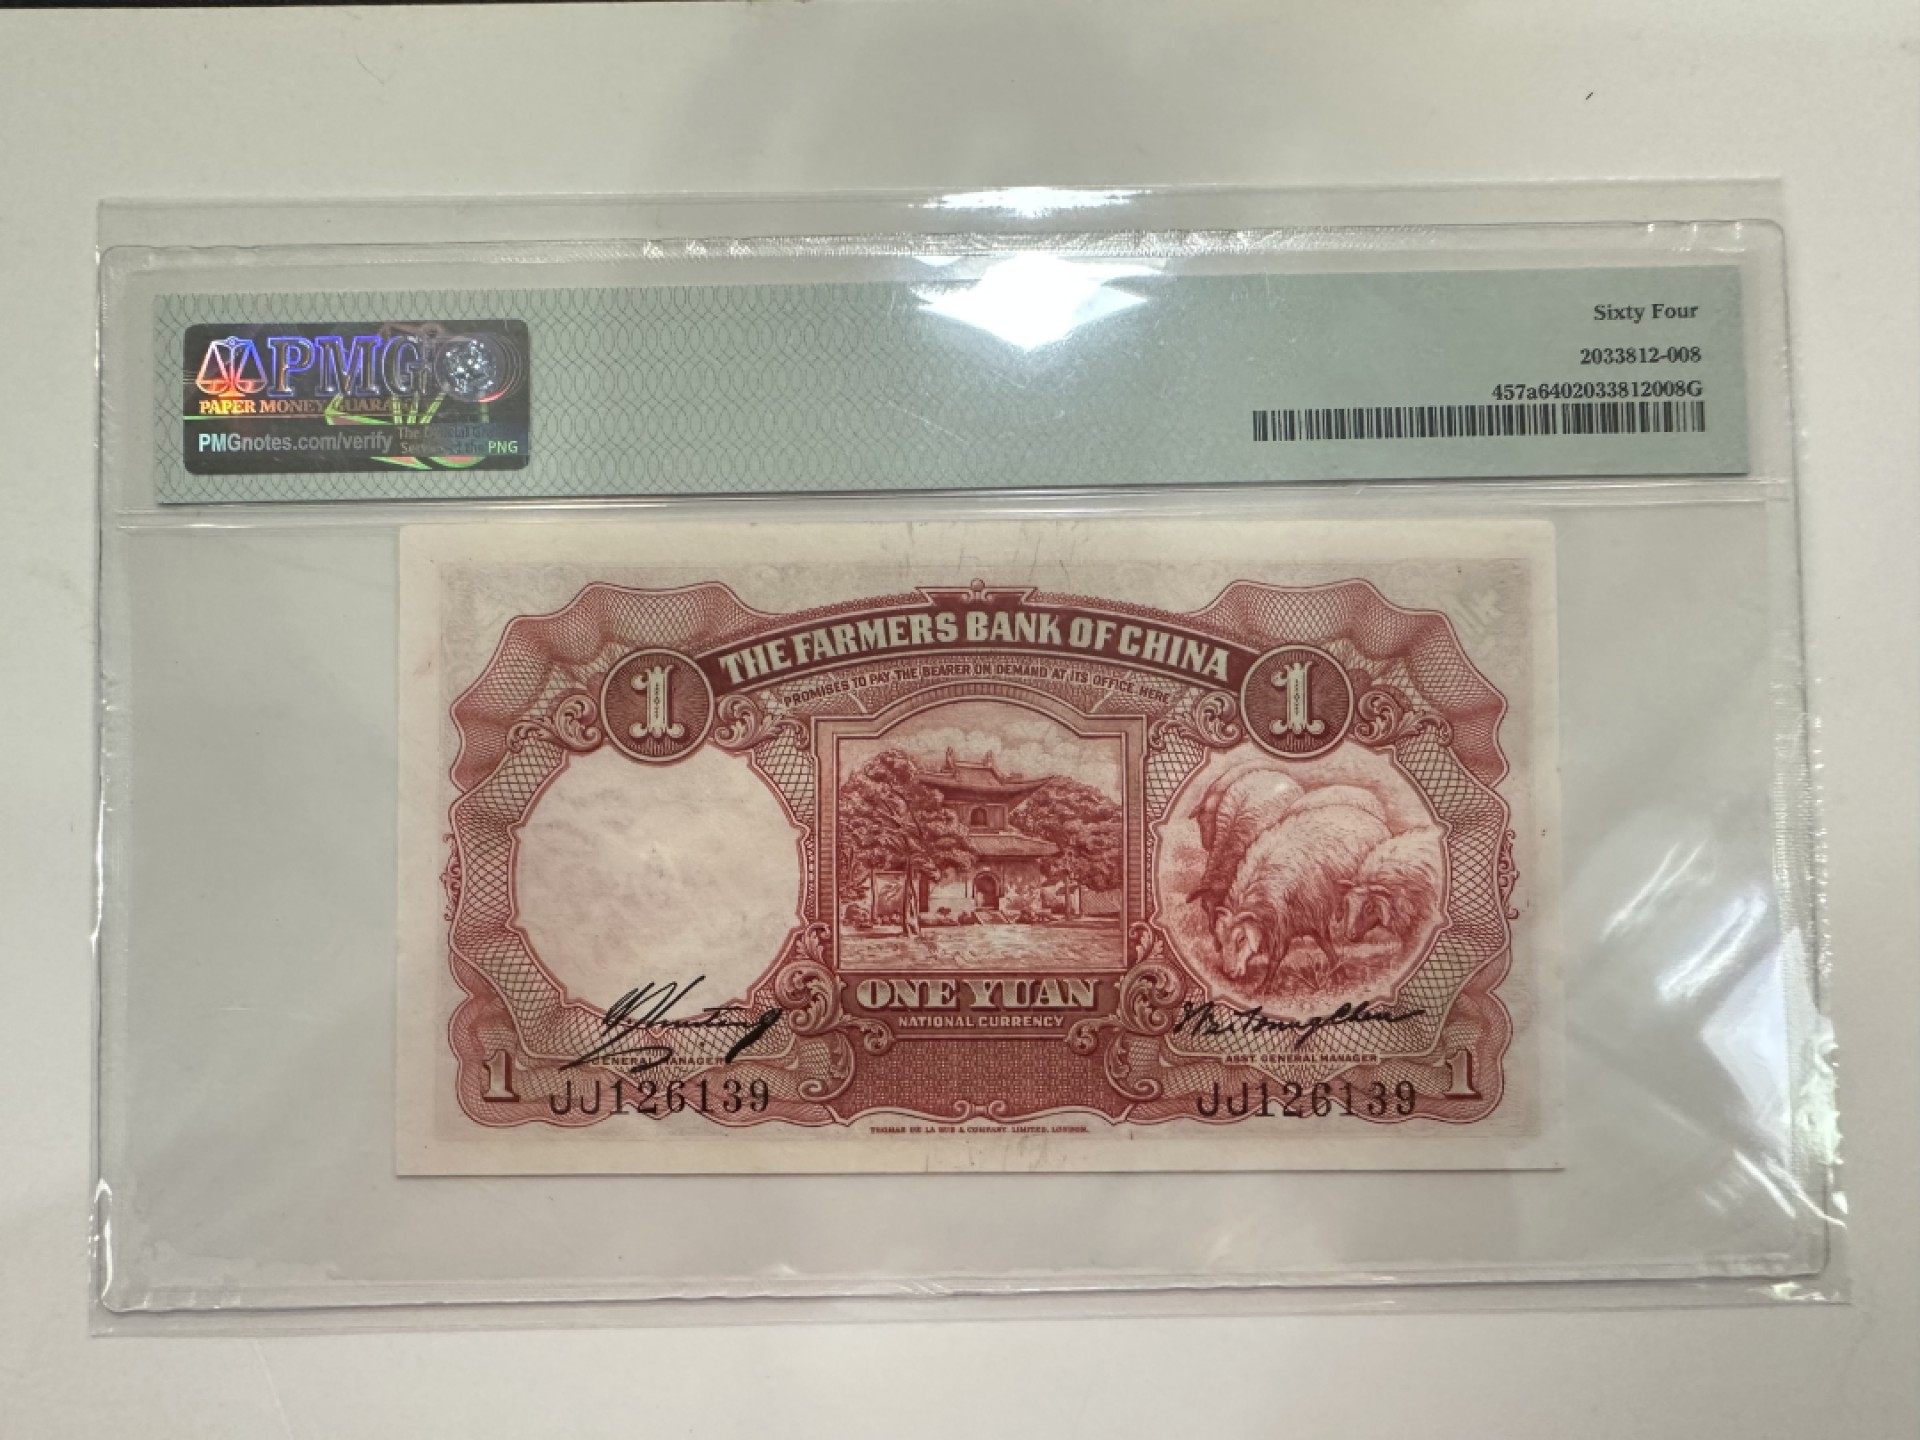 Sixty Four
2033812-008
457a6402033812008G
PMG
PAPER MONEY GUARA
PMGnotes.com/verify
The
PNG
THE FARMERS BANK OF CHINA
PROMISES TO PAY THE BEARER ON DEMAND AT ITS OFFICE HERE
1 1
ONE YUAN
NATIONAL CURRENCY
GENERAL MANAGER
ASST. GENERAL MANAGER
1 JJ126139 JJ126139 1
THOMAS DE LA RUE & COMPANY, LIMITED, LONDON.